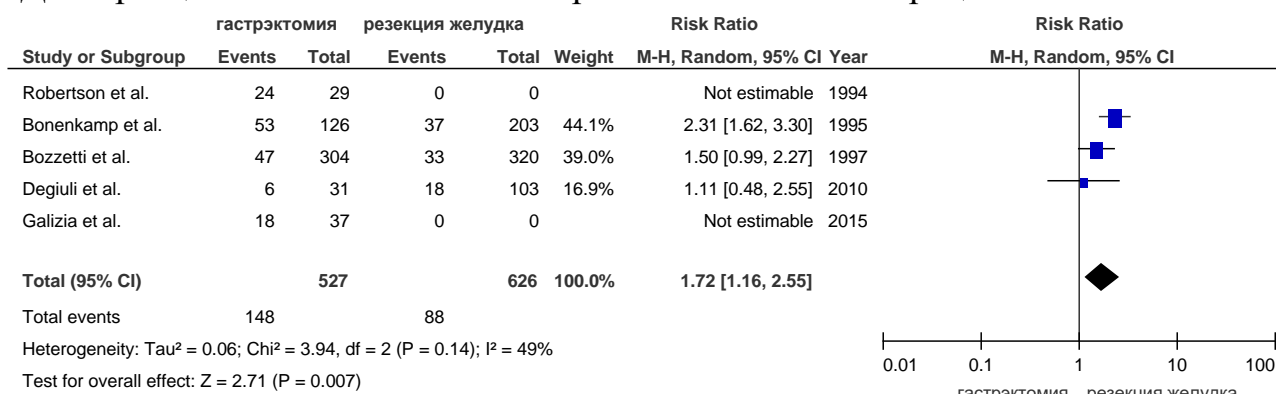 гастрэктомия резекция желудка Risk Ratio Risk Ratio
Study or Subgroup Events Total Events Total Weight M-H, Random, 95% CI Year M-H, Random, 95% CI
Robertson et al. 24 29 0 0 Not estimable 1994
Bonenkamp et al. 53 126 37 203 44.1% 2.31 [1.62, 3.30] 1995
Bozzetti et al. 47 304 33 320 39.0% 1.50 [0.99, 2.27] 1997
Degiuli et al. 6 31 18 103 16.9% 1.11 [0.48, 2.55] 2010
Galizia et al. 18 37 0 0 Not estimable 2015
Total (95% CI) 527 626 100.0% 1.72 [1.16, 2.55]
Total events 148 88
Heterogeneity: Tau² = 0.06; Chi² = 3.94, df = 2 (P = 0.14); I² = 49%
Test for overall effect: Z = 2.71 (P = 0.007)
0.01 0.1 1 10 100
гастрэктомия резекция желудка